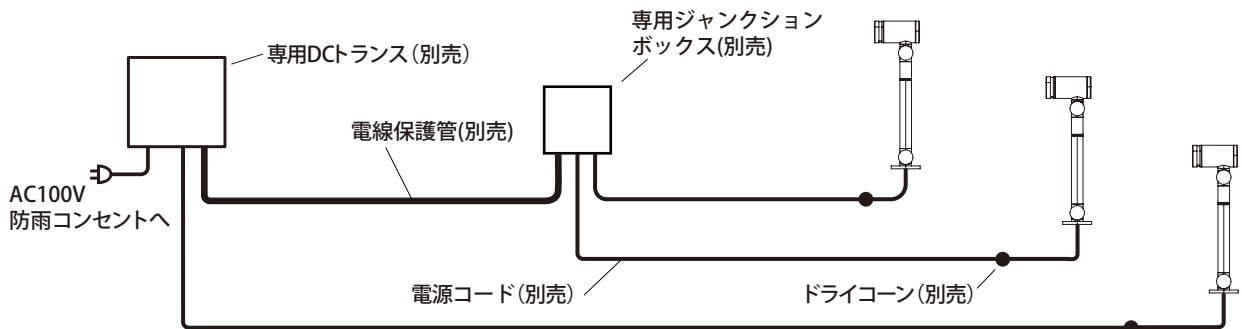 専用DCトランス（別売）
専用ジャンクション
ボックス(別売)
電線保護管(別売)
AC100V
防雨コンセントへ
電源コード（別売）
ドライコーン（別売）